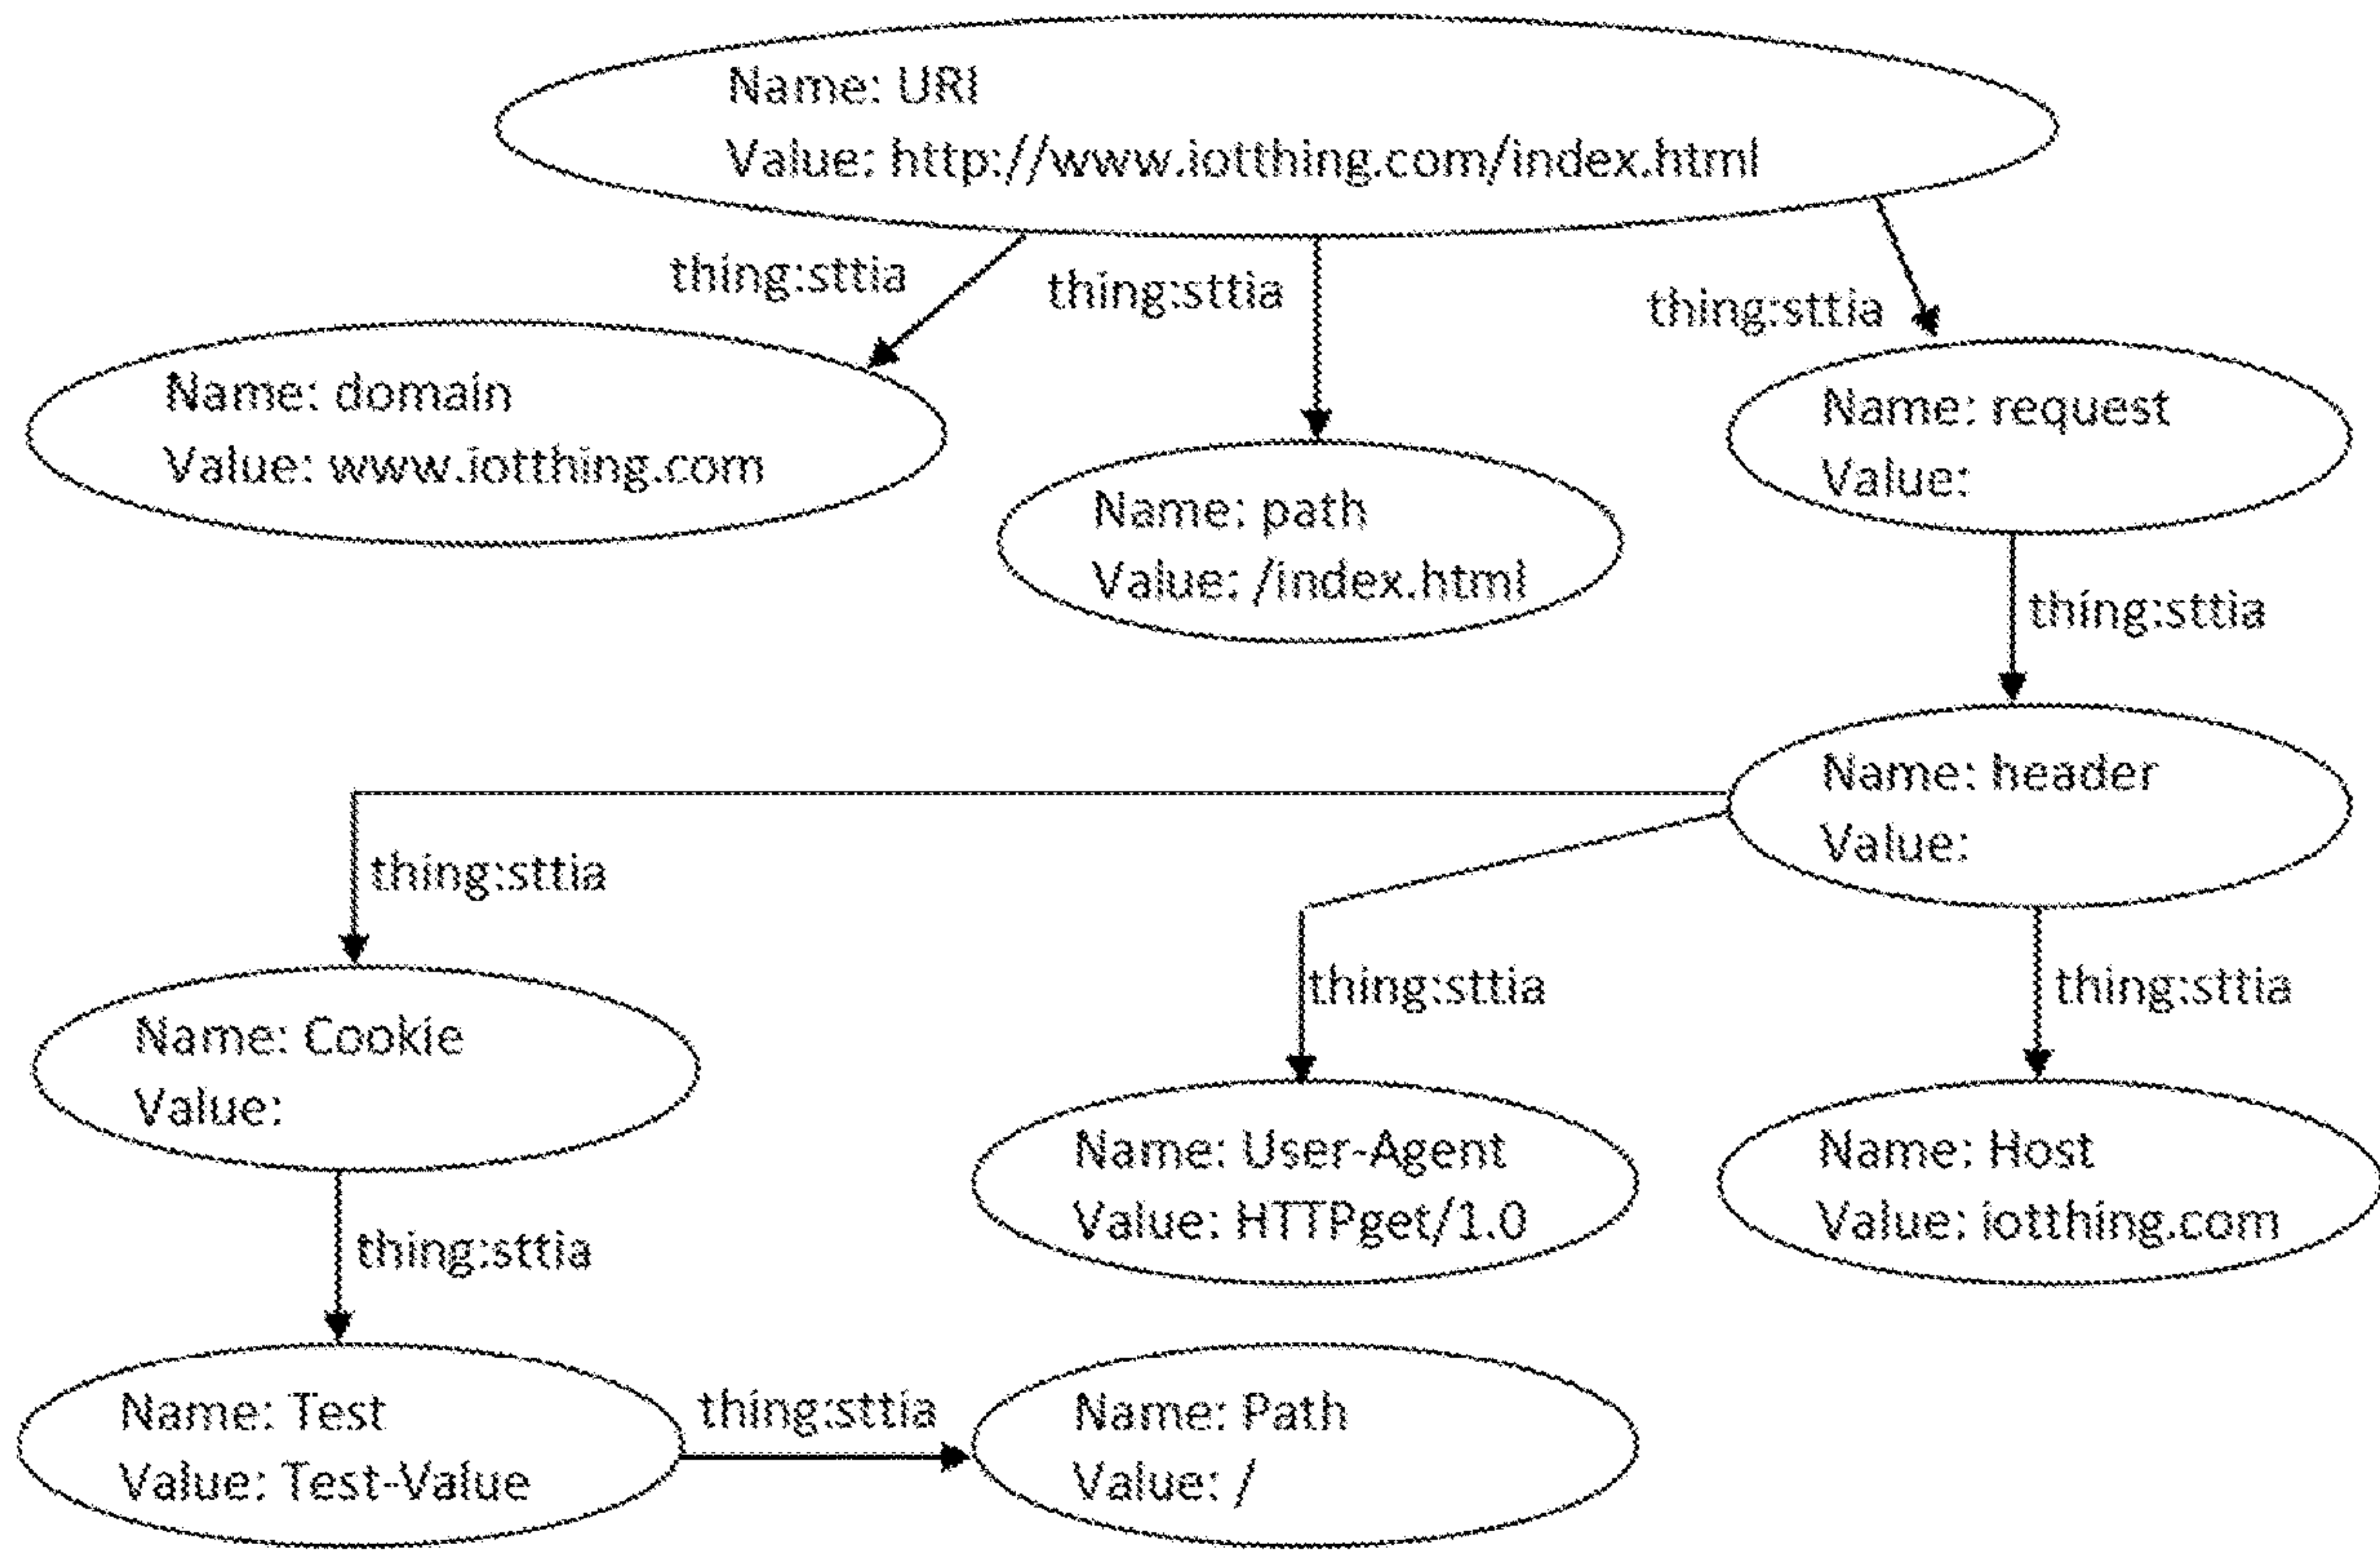 Name: URI
Value: http://www.iotthing.com/index.html
thing:sttia
thing:sttia
thing:sttia
Name: domain
Value: www.iotthing.com
Name: path
Value: /index.html
Name: request
Value:
thing:sttia
Name: header
Value:
thing:sttia
thing:sttia
thing:sttia
Name: Cookie
Value:
Name: User-Agent
Value: HTTPget/1.0
Name: Host
Value: iotthing.com
thing:sttia
Name: Test
Value: Test-Value
thing:sttia
Name: Path
Value: /